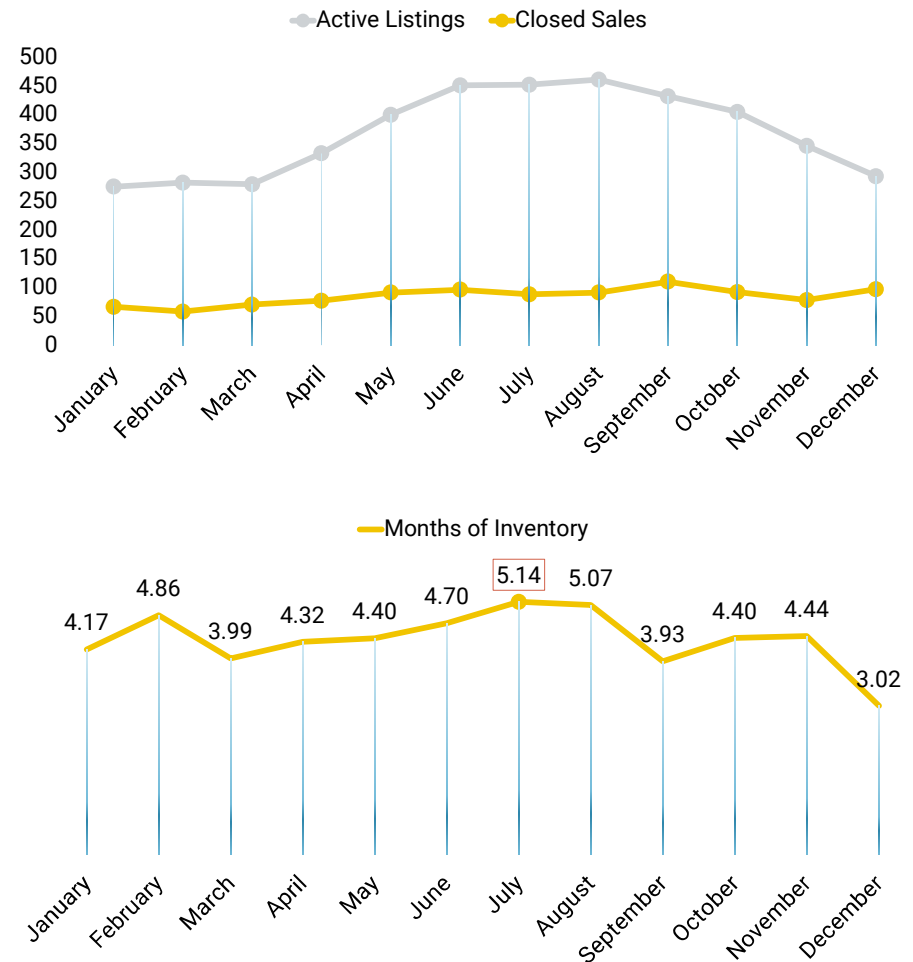 Active Listings Closed Sales
500
450
400
350
300
250
200
150
100
50
0
January February March April May June July August September October November December
Months of Inventory
4.17 4.86 3.99 4.32 4.40 4.70 5.14 5.07 3.93 4.40 4.44 3.02
January February March April May June July August September October November December